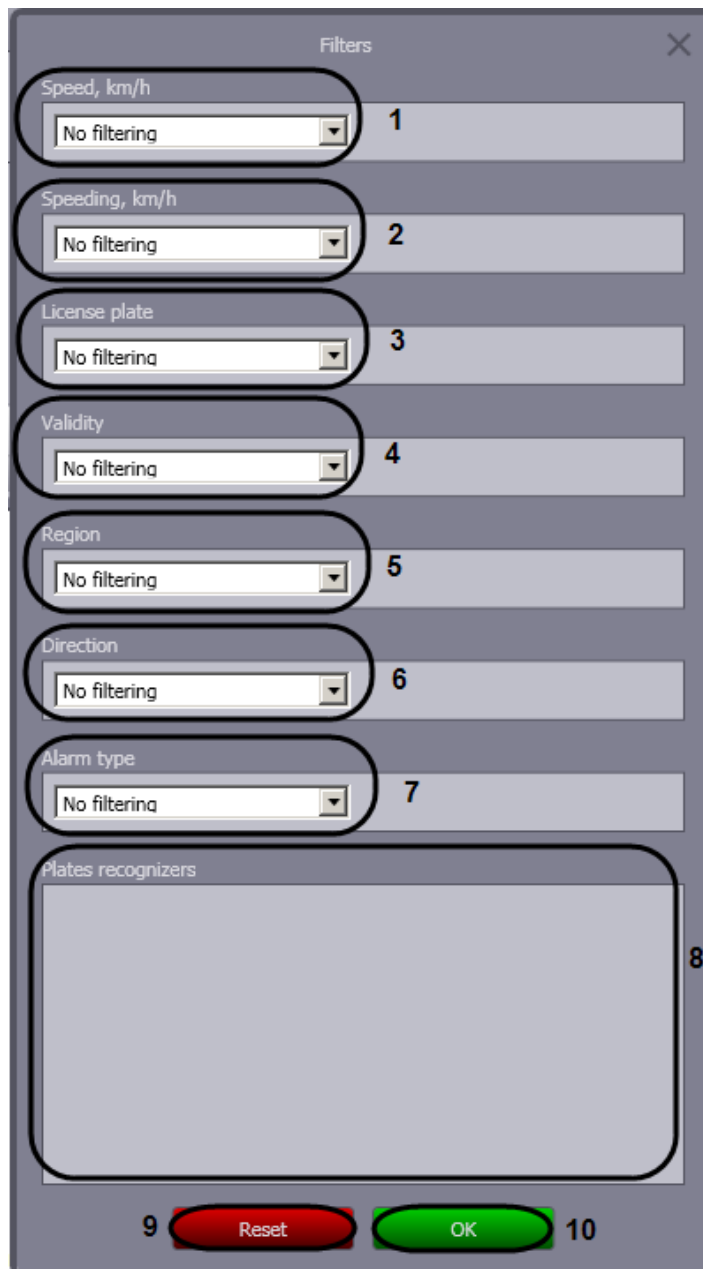 Filters
Speed, km/h
No filtering
1
Speeding, km/h
No filtering
2
License plate
No filtering
3
Validity
No filtering
4
Region
No filtering
5
Direction
No filtering
6
Alarm type
No filtering
7
Plates recognizers
8
9 Reset OK 10